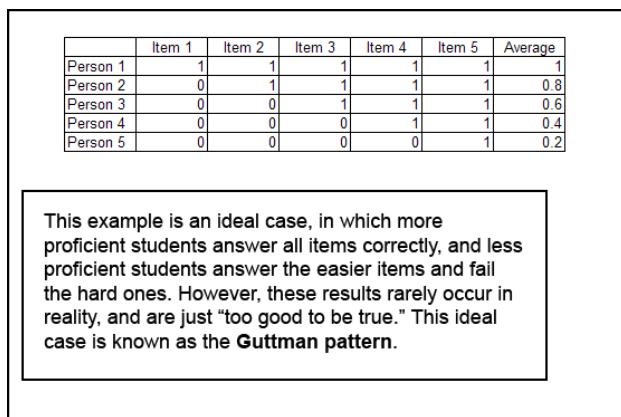 Item 1 Item 2 Item 3 Item 4 Item 5 Average
Person 1 1 1 1 1 1 1
Person 2 0 1 1 1 1 0.8
Person 3 0 0 1 1 1 0.6
Person 4 0 0 0 1 1 0.4
Person 5 0 0 0 0 1 0.2
This example is an ideal case, in which more
proficient students answer all items correctly, and less
proficient students answer the easier items and fail
the hard ones. However, these results rarely occur in
reality, and are just “too good to be true.” This ideal
case is known as the Guttman pattern.